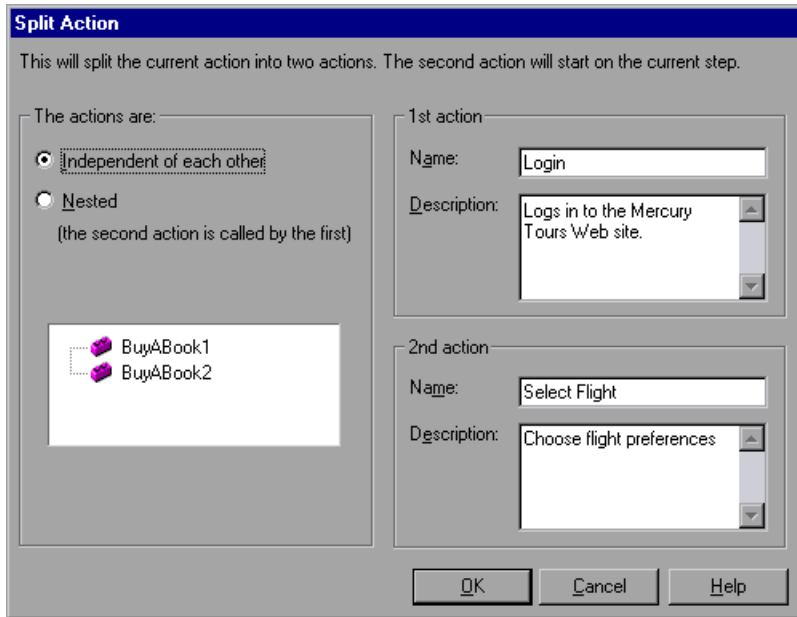 Split Action
This will split the current action into two actions. The second action will start on the current step.
The actions are:
Independent of each other
Nested
(the second action is called by the first)
BuyABook1
BuyABook2
1st action
Name:
Login
Description:
Logs in to the Mercury
Tours Web site.
2nd action
Name:
Select Flight
Description:
Choose flight preferences
OK
Cancel
Help